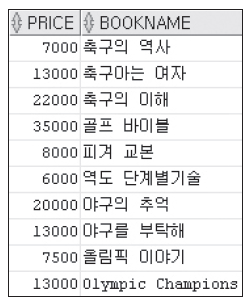 PRICE BOOKNAME
7000 축구의 역사
13000 축구아는 여자
22000 축구의 이해
35000 골프 바이블
8000 피겨 교본
6000 역도 단계별기술
20000 야구의 추억
13000 야구를 부탁해
7500 올림픽 이야기
13000 Olympic Champions